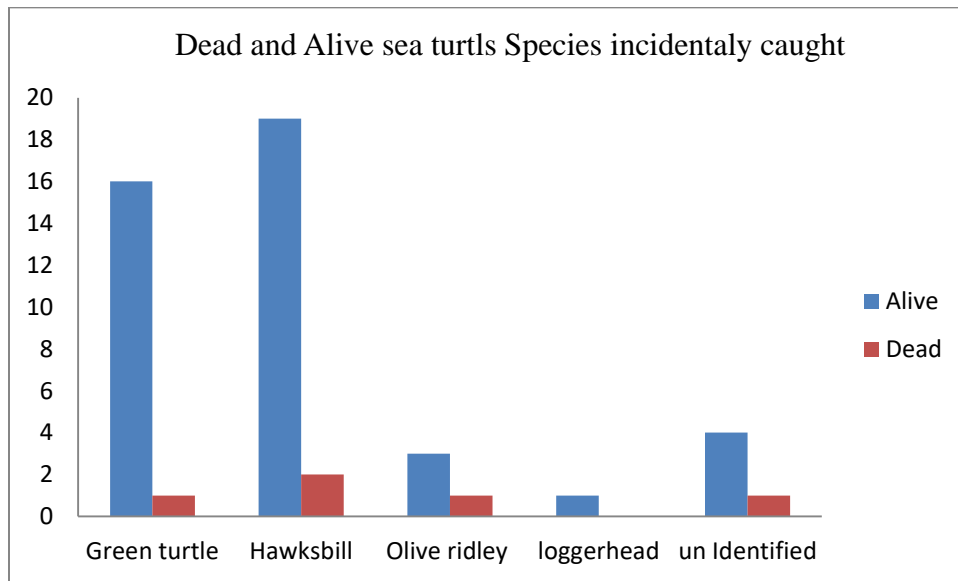 Dead and Alive sea turtls Species incidentaly caught
20
18
16
14
12
10
8
6
4
2
0
Alive
Dead
Green turtle Hawksbill Olive ridley loggerhead un Identified